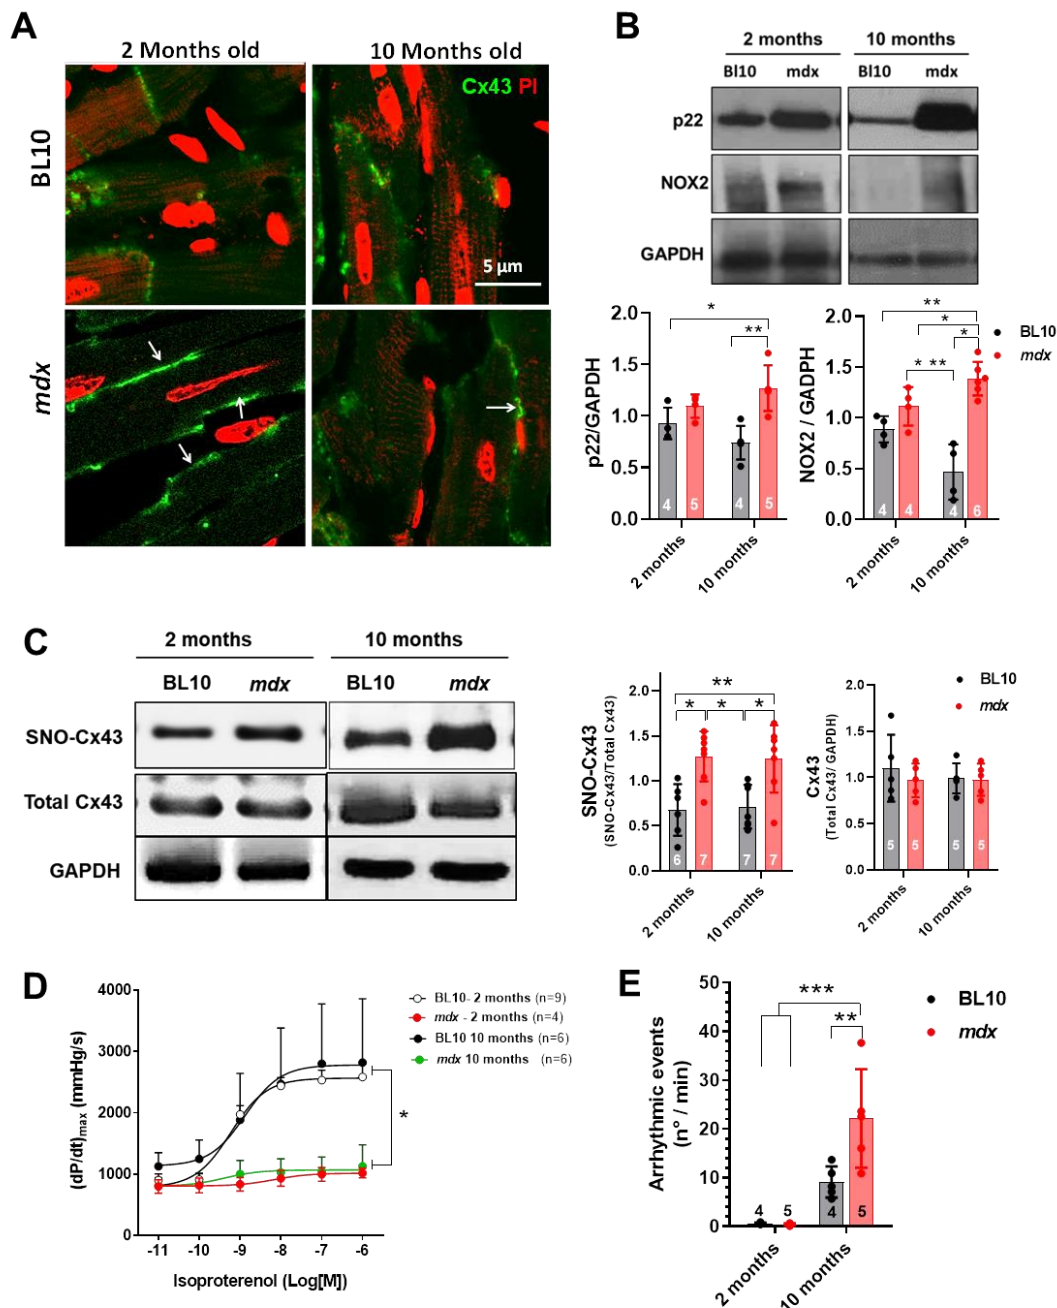 A
2 Months old
10 Months old
BL10
Cx43 PI
5 µm
mdx
B
2 months
10 months
Bl10
mdx
Bl10
mdx
p22
NOX2
GAPDH
p22/GAPDH
2.0
1.5
1.0
0.5
0.0
*
**
4
5
4
5
2 months
10 months
NOX2 / GADPH
2.0
1.5
1.0
0.5
0
**
*
*
* **
4
4
4
6
2 months
10 months
BL10
mdx
C
2 months
10 months
BL10
mdx
BL10
mdx
SNO-Cx43
Total Cx43
GAPDH
SNO-Cx43
(SNO-Cx43/Total Cx43)
2.0
1.5
1.0
0.5
0.0
**
*
*
*
6
7
7
7
2 months
10 months
Cx43
(Total Cx43/ GAPDH)
2.0
1.5
1.0
0.5
0.0
BL10
mdx
5
5
5
5
2 months
10 months
D
(dP/dt)max (mmHg/s)
4000
3000
2000
1000
0
-11
-10
-9
-8
-7
-6
Isoproterenol (Log[M])
BL10- 2 months (n=9)
mdx - 2 months (n=4)
BL10 10 months (n=6)
mdx 10 months (n=6)
*
E
Arrhythmic events
(n° / min)
50
40
30
20
10
0
***
**
4
5
4
5
2 months
10 months
BL10
mdx